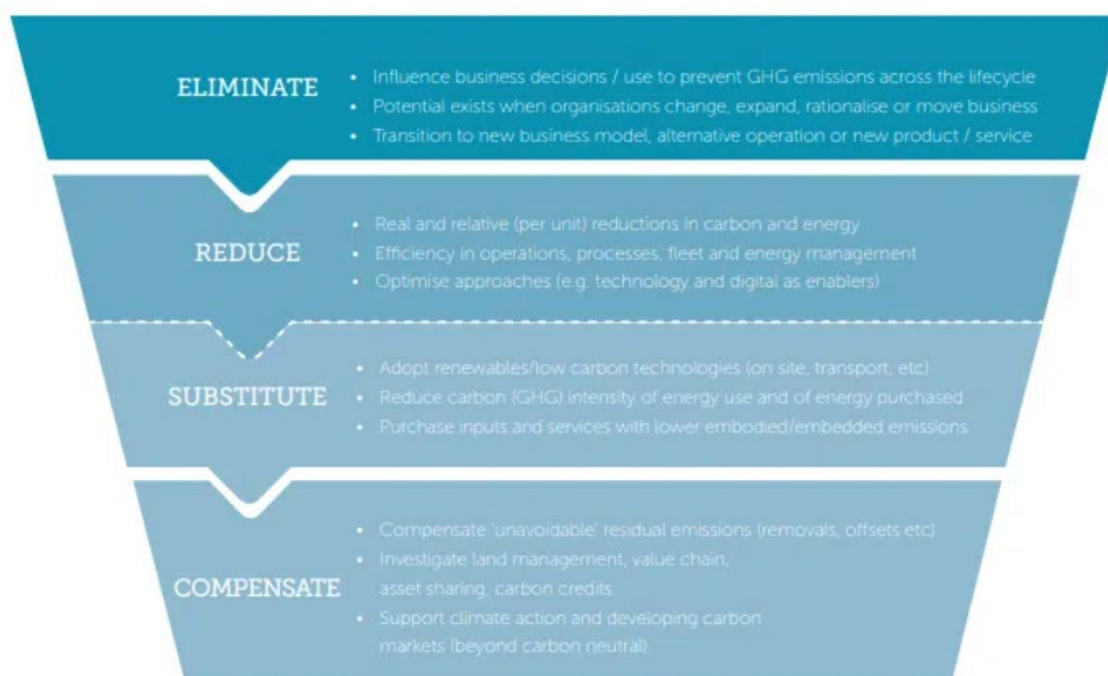 ELIMINATE
• Influence business decisions / use to prevent GHG emissions across the lifecycle
• Potential exists when organisations change, expand, rationalise or move business
• Transition to new business model, alternative operation or new product / service
REDUCE
• Real and relative (per unit) reductions in carbon and energy
• Efficiency in operations, processes, fleet and energy management
• Optimise approaches (e.g. technology and digital as enablers)
SUBSTITUTE
• Adopt renewables/low carbon technologies (on site, transport, etc)
• Reduce carbon (GHG) intensity of energy use and of energy purchased
• Purchase inputs and services with lower embodied/embedded emissions
COMPENSATE
• Compensate 'unavoidable' residual emissions (removals, offsets etc)
• Investigate land management, value chain,
asset sharing, carbon credits
• Support climate action and developing carbon
markets (beyond carbon neutral)